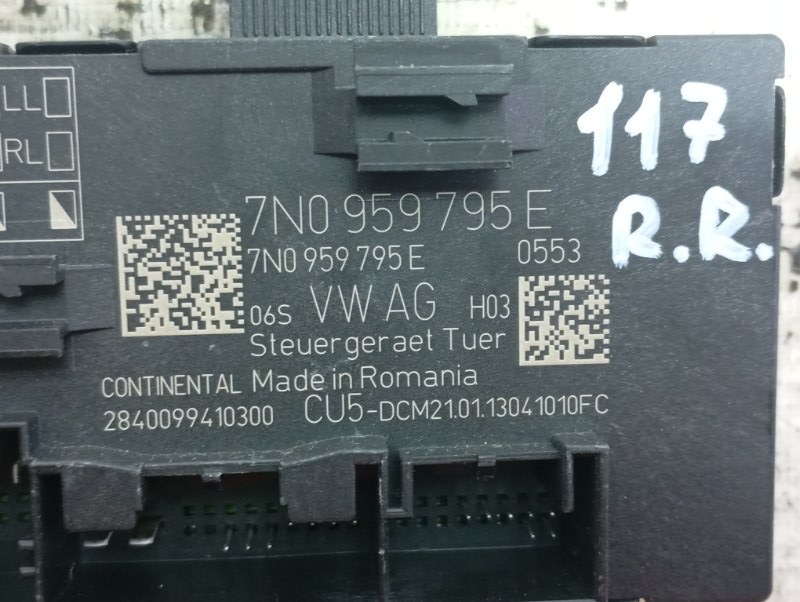 LL
RL
117
R.R.
7N0 959 795 E
7N0 959 795 E 0553
06S VW AG H03
Steuergeraet Tuer
CONTINENTAL Made in Romania
2840099410300 CU5-DCM21.01.13041010FC